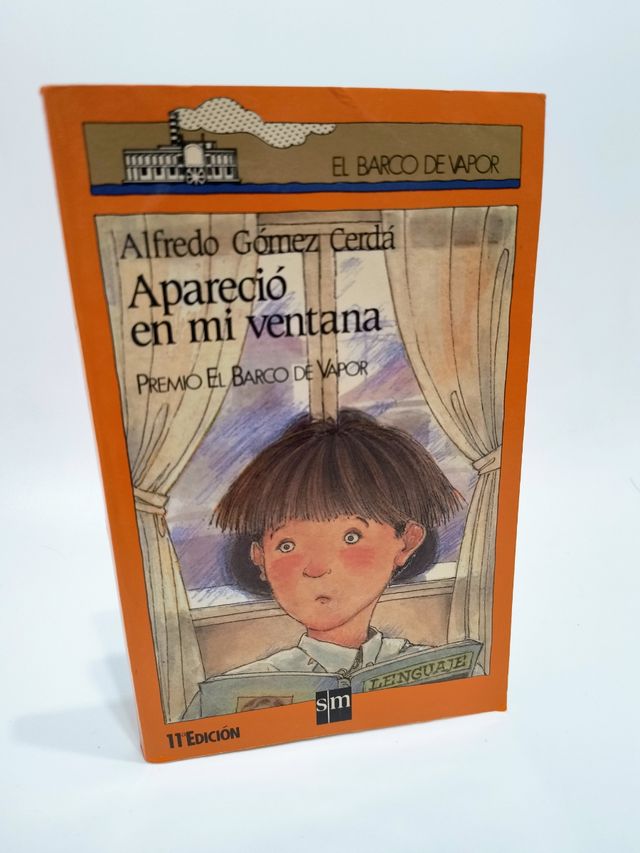 EL BARCO DE VAPOR
Alfredo Gómez Cerdá
Apareció
en mi ventana
PREMIO EL BARCO DE VAPOR
LENGUAJE
sm
11ª EDICIÓN